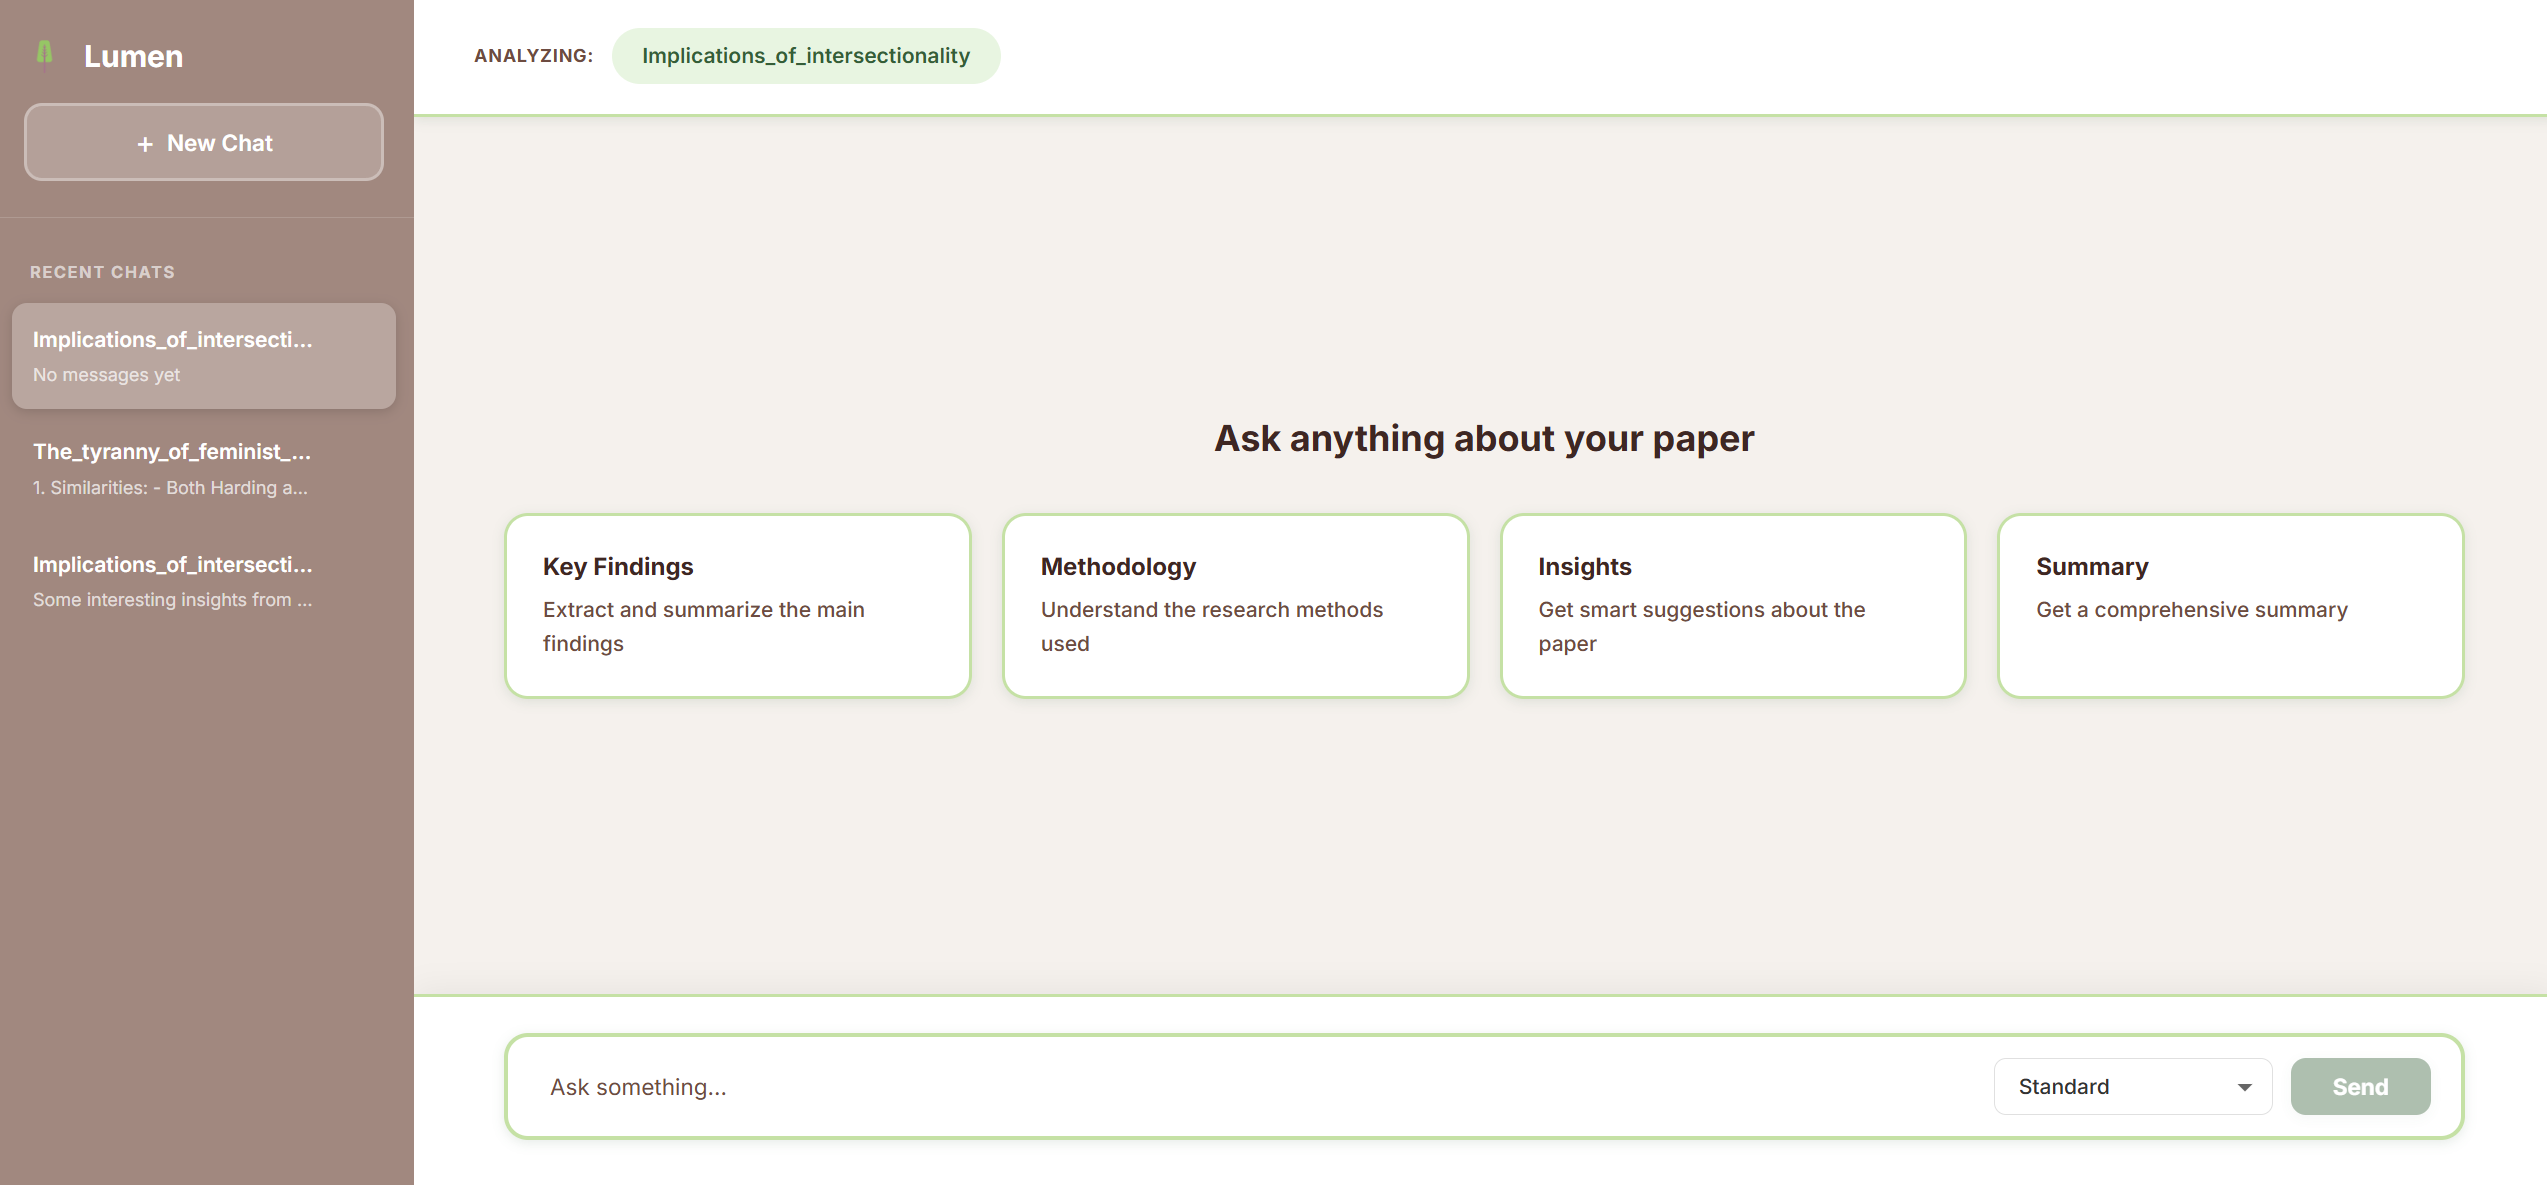 Lumen
+ New Chat
RECENT CHATS
Implications_of_intersecti...
No messages yet
The_tyranny_of_feminist_...
1. Similarities: - Both Harding a...
Implications_of_intersecti...
Some interesting insights from ...
ANALYZING: Implications_of_intersectionality
Ask anything about your paper
Key Findings
Extract and summarize the main
findings
Methodology
Understand the research methods
used
Insights
Get smart suggestions about the
paper
Summary
Get a comprehensive summary
Ask something...
Standard
Send